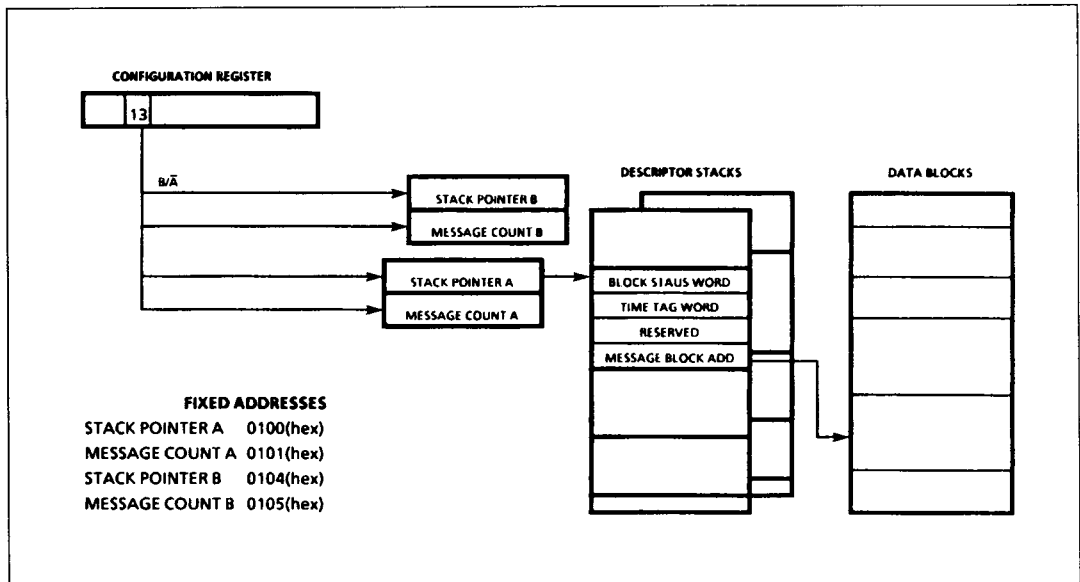 CONFIGURATION REGISTER
13
B/A̅
STACK POINTER B
MESSAGE COUNT B
STACK POINTER A
MESSAGE COUNT A
DESCRIPTOR STACKS
BLOCK STAUS WORD
TIME TAG WORD
RESERVED
MESSAGE BLOCK ADD
DATA BLOCKS
FIXED ADDRESSES
STACK POINTER A 0100(hex)
MESSAGE COUNT A 0101(hex)
STACK POINTER B 0104(hex)
MESSAGE COUNT B 0105(hex)